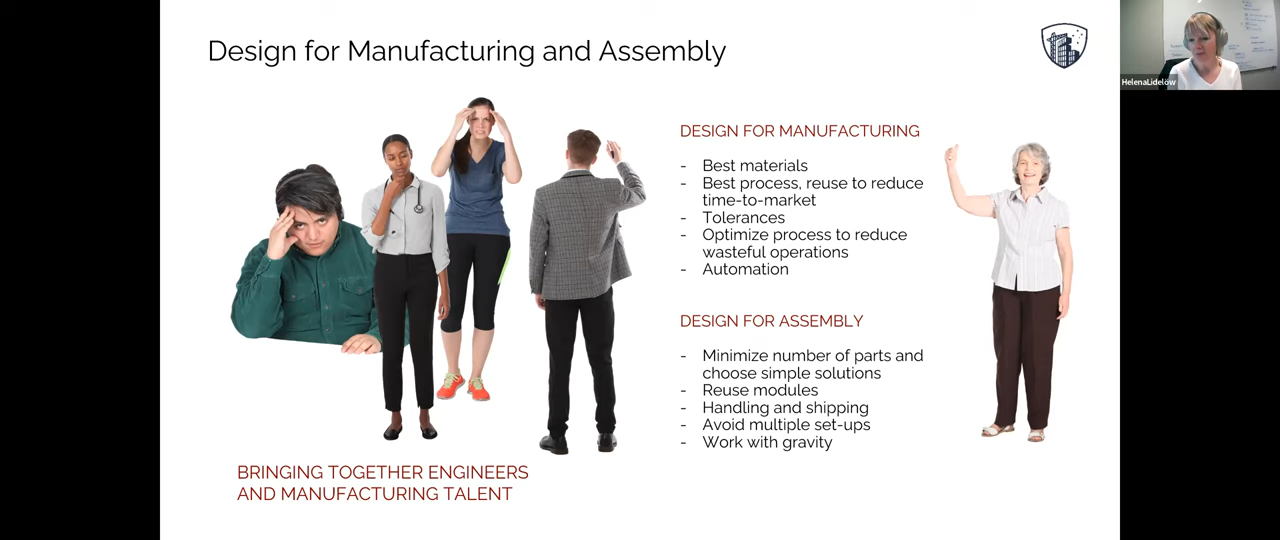 Design for Manufacturing and Assembly
HelenaLidelöw
DESIGN FOR MANUFACTURING
- Best materials
- Best process, reuse to reduce
time-to-market
- Tolerances
- Optimize process to reduce
wasteful operations
- Automation
DESIGN FOR ASSEMBLY
- Minimize number of parts and
choose simple solutions
- Reuse modules
- Handling and shipping
- Avoid multiple set-ups
- Work with gravity
BRINGING TOGETHER ENGINEERS
AND MANUFACTURING TALENT